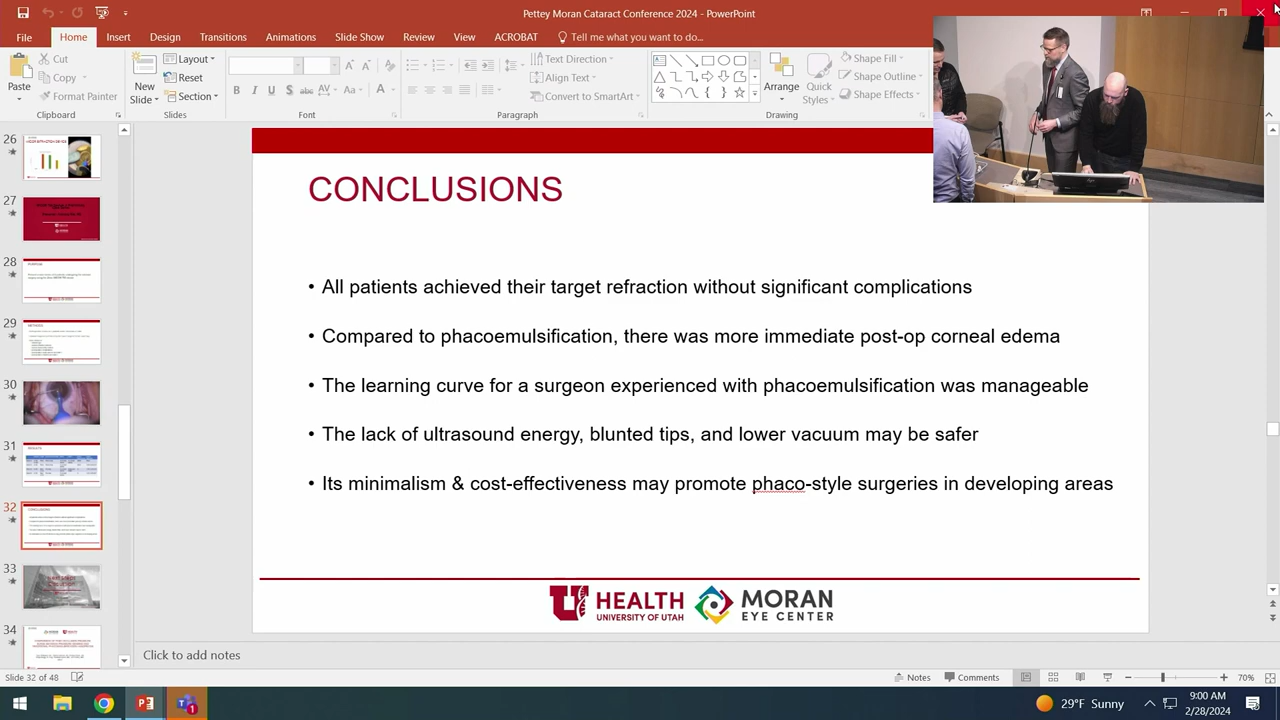 Pettey Moran Cataract Conference 2024 - PowerPoint
File Home Insert Design Transitions Animations Slide Show Review View ACROBAT Tell me what you want to do...
Paste
Cut
Copy
Format Painter
Clipboard
New
Slide
Layout
Reset
Section
Slides
B I U S abc AV Aa A
Font
Text Direction
Align Text
Convert to SmartArt
Paragraph
Arrange
Quick
Styles
Shape Fill
Shape Outline
Shape Effects
Drawing
26
27
28
29
30
31
32
33
34
CONCLUSIONS
• All patients achieved their target refraction without significant complications
• Compared to phacoemulsification, there was more immediate post-op corneal edema
• The learning curve for a surgeon experienced with phacoemulsification was manageable
• The lack of ultrasound energy, blunted tips, and lower vacuum may be safer
• Its minimalism & cost-effectiveness may promote phaco-style surgeries in developing areas
HEALTH
UNIVERSITY OF UTAH
MORAN
EYE CENTER
Click to add notes
Slide 32 of 48
Notes Comments 70%
29°F Sunny
9:00 AM
2/28/2024